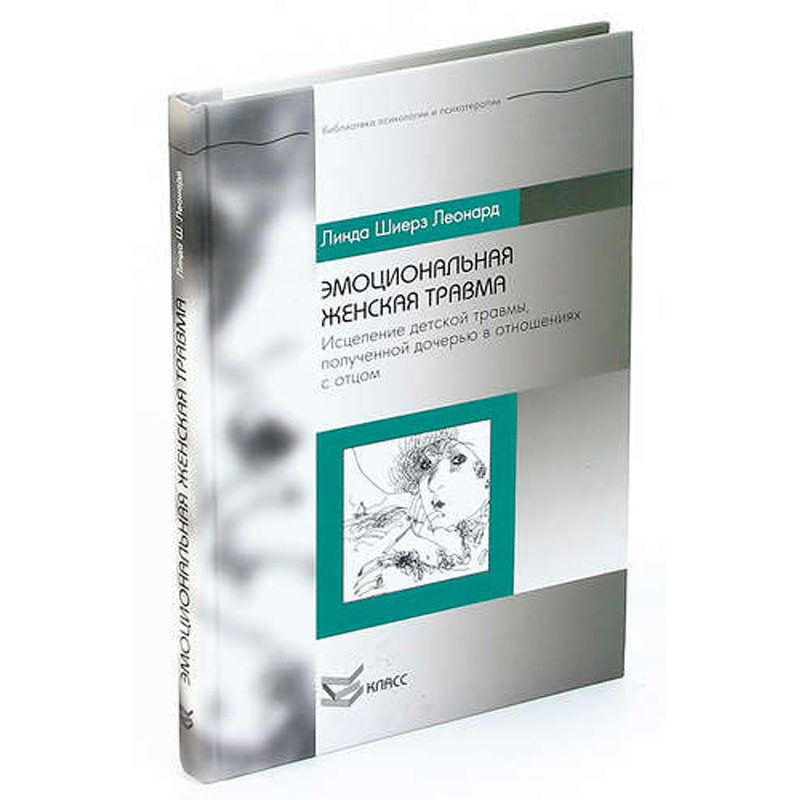 Библиотека психологии и психотерапии
Линда Шиерз Леонард
ЭМОЦИОНАЛЬНАЯ
ЖЕНСКАЯ ТРАВМА
Исцеление детской травмы,
полученной дочерью в отношениях
с отцом
КЛАСС
Линда Ш. Леонард
ЭМОЦИОНАЛЬНАЯ ЖЕНСКАЯ ТРАВМА